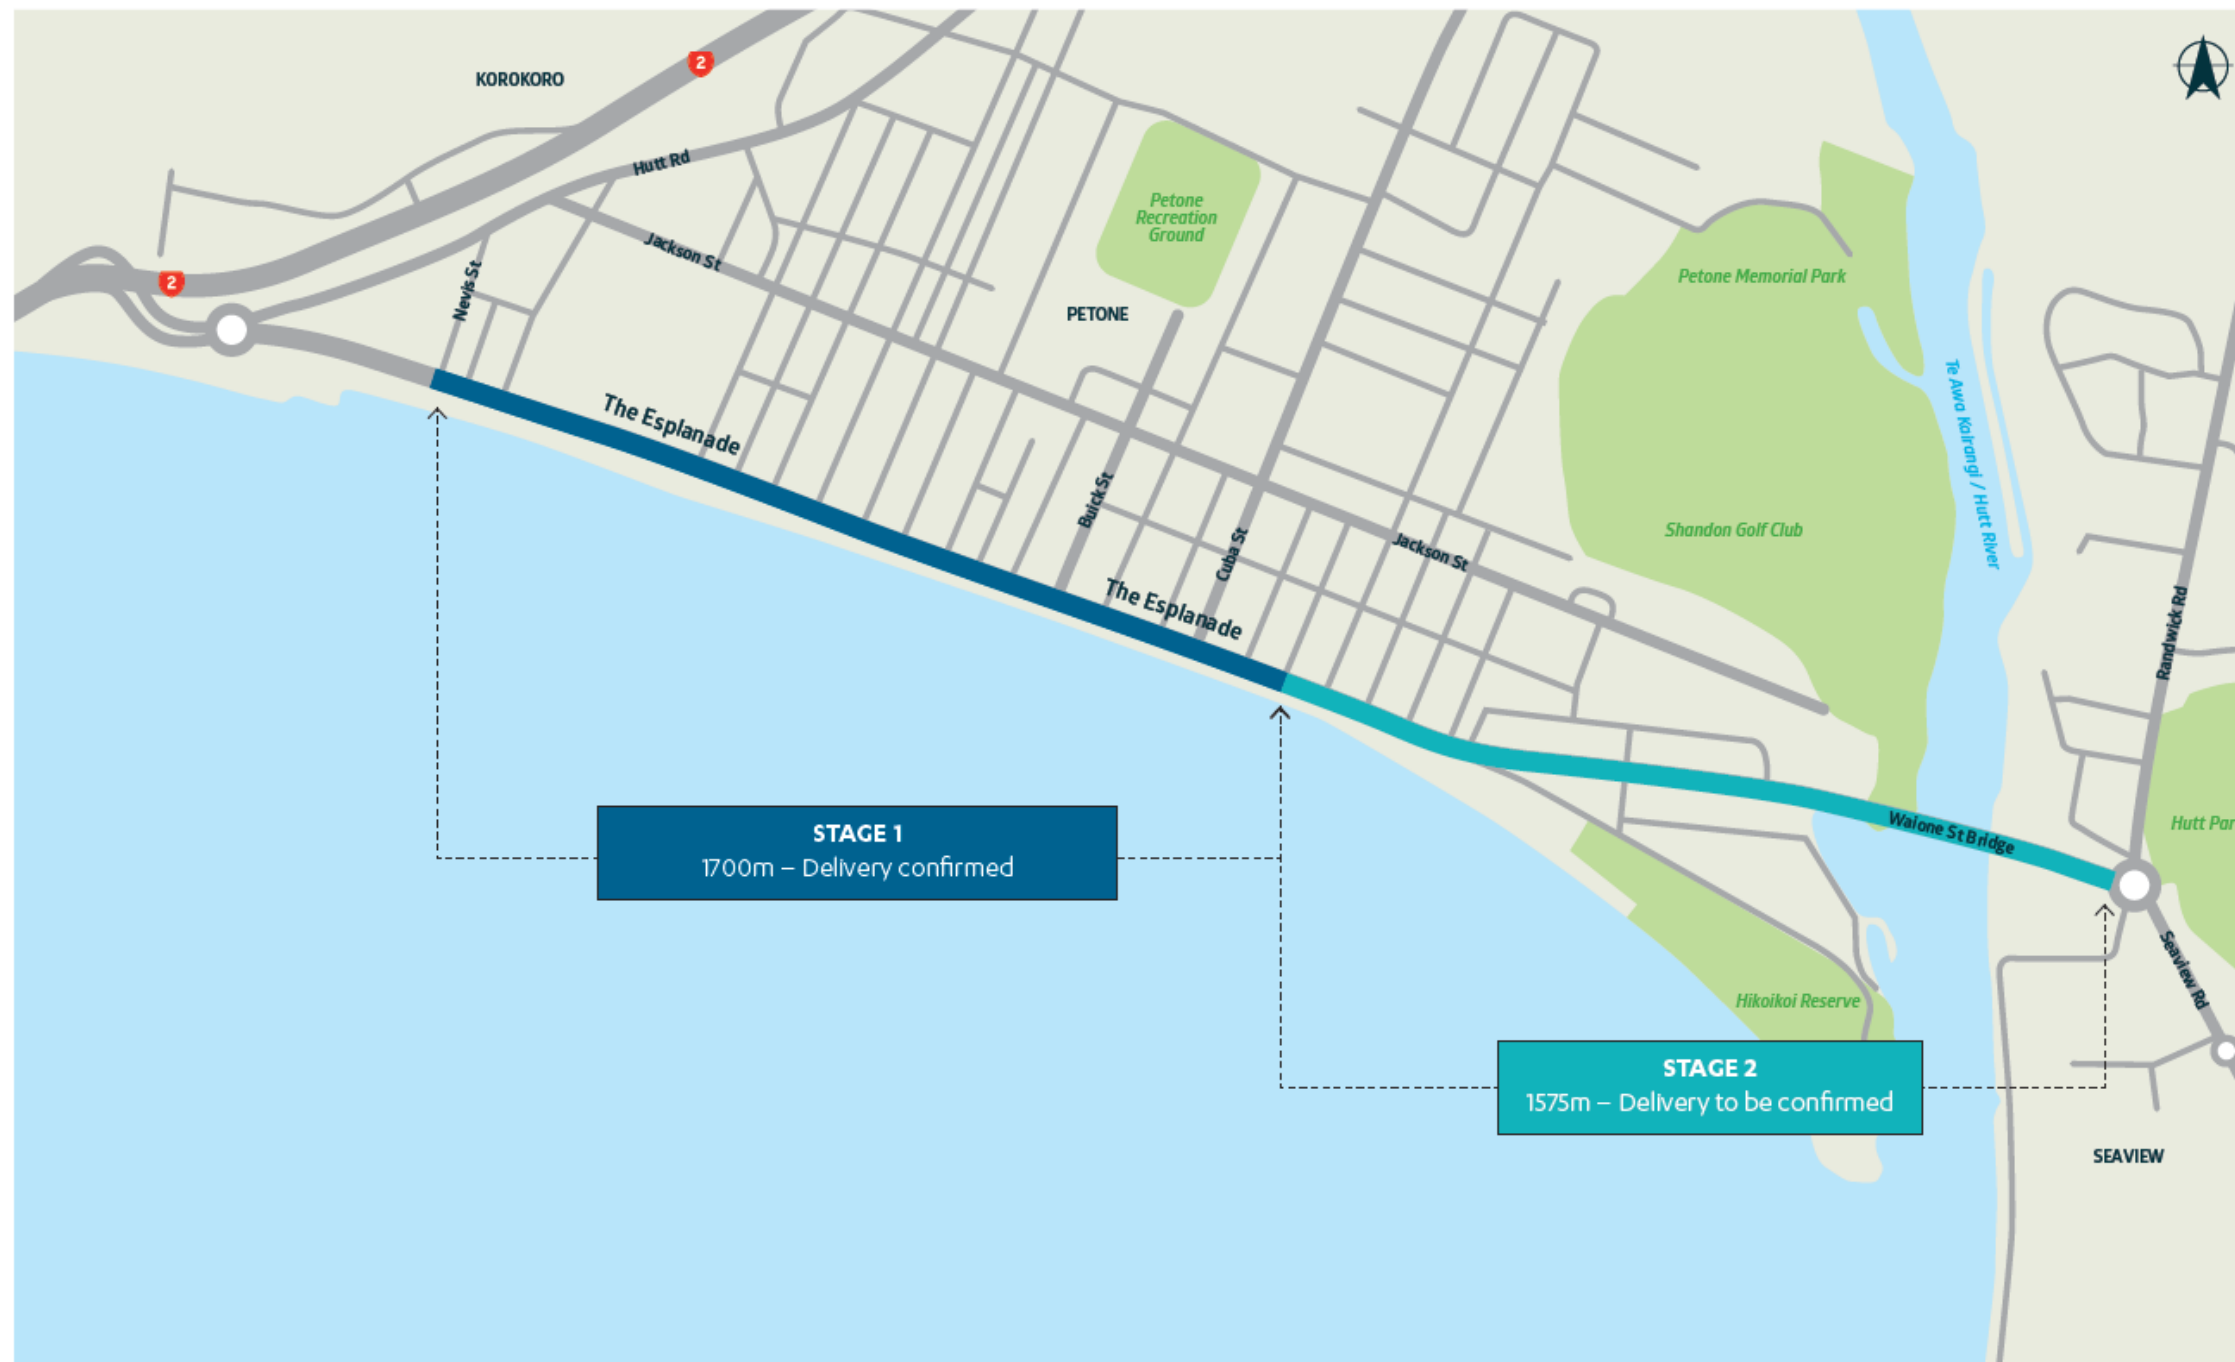 KOROKORO
2
Hutt Rd
2
Nevis St
Jackson St
Petone
Recreation
Ground
PETONE
Petone Memorial Park
Te Awa Kairangi / Hutt River
The Esplanade
Buick St
Cuba St
Jackson St
Shandon Golf Club
The Esplanade
Randwick Rd
STAGE 1
1700m – Delivery confirmed
Waione St Bridge
Hutt Par
Seaview Rd
Hikoikoi Reserve
STAGE 2
1575m – Delivery to be confirmed
SEAVIEW